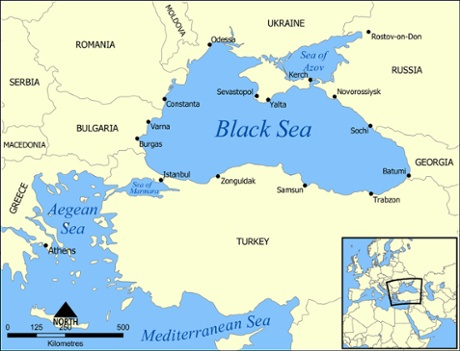 MOLDOVA
UKRAINE
ROMANIA
Odessa
Rostov-on-Don
Sea of
Azov
RUSSIA
SERBIA
Kerch
Sevastopol
Yalta
Novorossiysk
Constanta
Varna
Black Sea
Sochi
BULGARIA
Burgas
MACEDONIA
GEORGIA
Istanbul
Zonguldak
Batumi
Sea of
Marmara
Samsun
Trabzon
GREECE
Aegean
Sea
TURKEY
Athens
NORTH
Mediterranean Sea
0 125 250 500
Kilometres